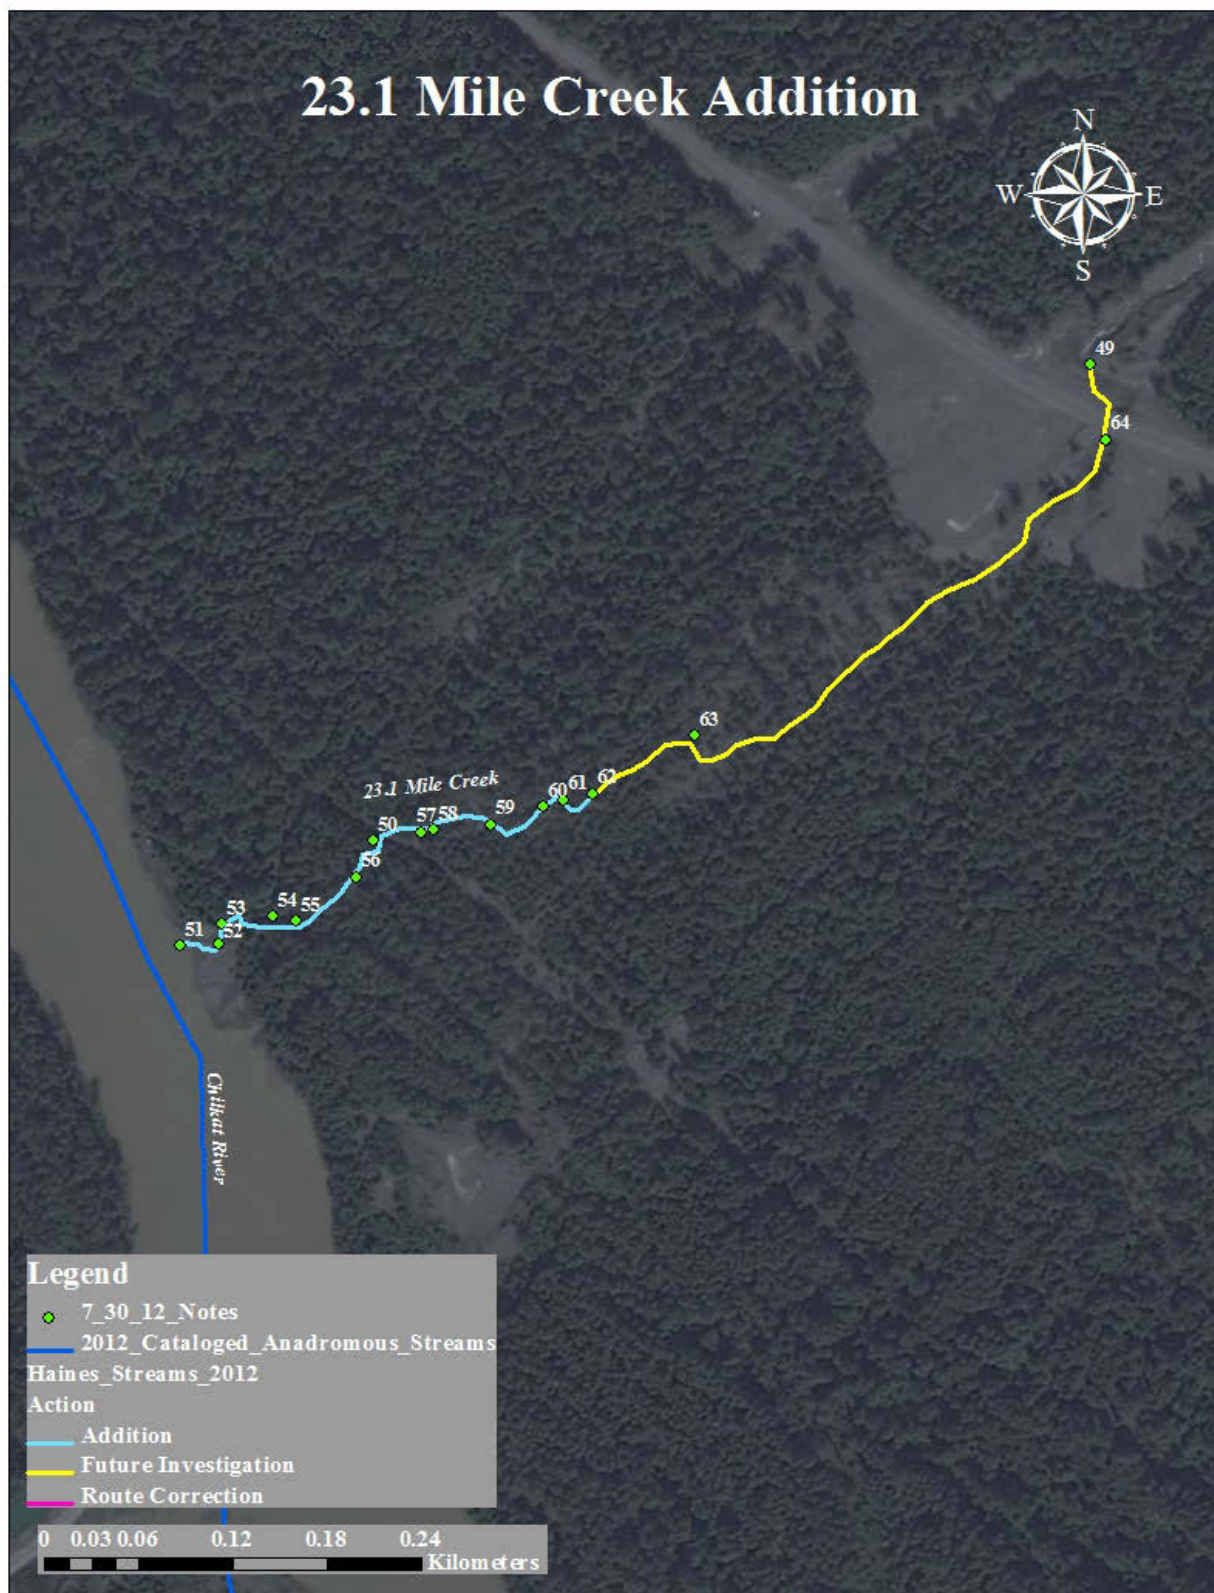 23.1 Mile Creek Addition
N
W E
S
49
64
63
62
61
60
59
58
57
50
56
55
54
53
52
51
23.1 Mile Creek
Chilkat River
Legend
7_30_12_Notes
2012_Cataloged_Anadromous_Streams
Haines_Streams_2012
Action
Addition
Future Investigation
Route Correction
0 0.03 0.06 0.12 0.18 0.24
Kilometers